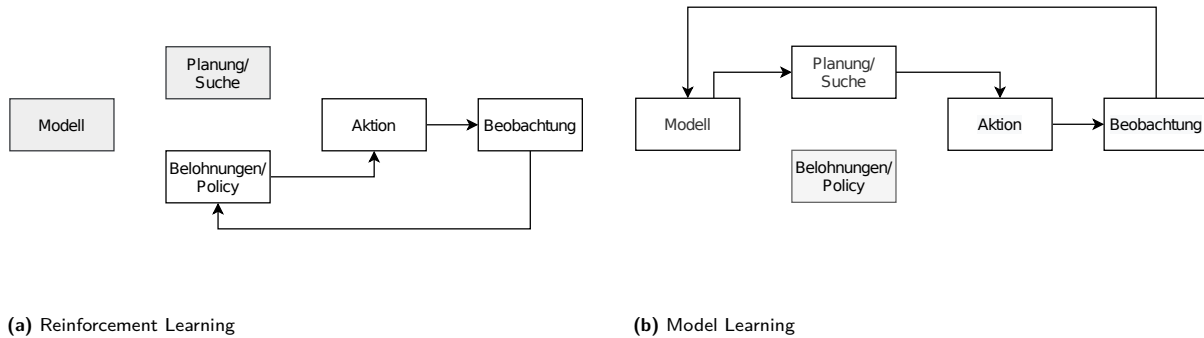 Planung/
Suche
Modell
Aktion
Beobachtung
Belohnungen/
Policy
(a) Reinforcement Learning
Planung/
Suche
Modell
Aktion
Beobachtung
Belohnungen/
Policy
(b) Model Learning